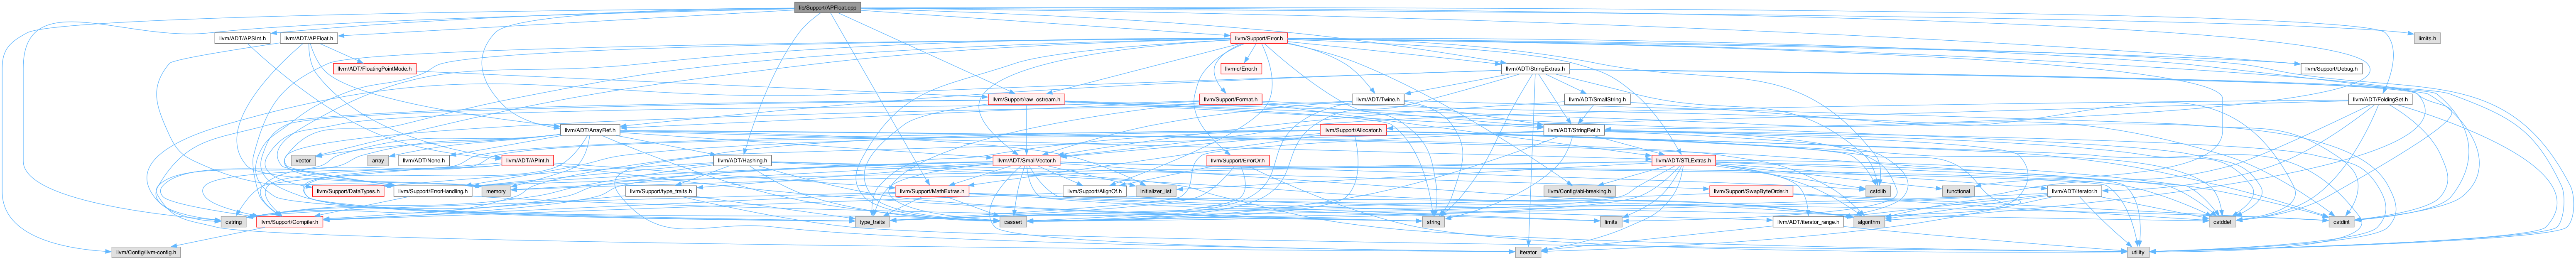 lib/Support/APFloat.cpp
llvm/ADT/APSInt.h
llvm/ADT/APFloat.h
llvm/Support/Error.h
limits.h
llvm/ADT/FloatingPointMode.h
llvm-c/Error.h
llvm/ADT/StringExtras.h
llvm/Support/Debug.h
llvm/Support/raw_ostream.h
llvm/Support/Format.h
llvm/ADT/Twine.h
llvm/ADT/SmallString.h
llvm/ADT/FoldingSet.h
llvm/ADT/ArrayRef.h
llvm/Support/Allocator.h
llvm/ADT/StringRef.h
vector
array
llvm/ADT/None.h
llvm/ADT/APInt.h
llvm/ADT/Hashing.h
llvm/ADT/SmallVector.h
llvm/Support/ErrorOr.h
llvm/ADT/STLExtras.h
llvm/Support/DataTypes.h
llvm/Support/ErrorHandling.h
memory
llvm/Support/type_traits.h
llvm/Support/MathExtras.h
initializer_list
llvm/Support/AlignOf.h
llvm/Config/abi-breaking.h
cstdlib
llvm/Support/SwapByteOrder.h
functional
llvm/ADT/iterator.h
cstring
llvm/Support/Compiler.h
type_traits
cassert
string
limits
algorithm
llvm/ADT/iterator_range.h
cstddef
cstdint
llvm/Config/llvm-config.h
iterator
utility